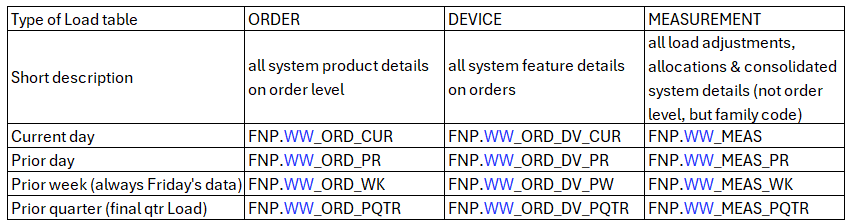 Type of Load table ORDER DEVICE MEASUREMENT
Short description
all system product details
on order level
all system feature details
on orders
all load adjustments,
allocations & consolidated
system details (not order
level, but family code)
Current day FNP.WW_ORD_CUR FNP.WW_ORD_DV_CUR FNP.WW_MEAS
Prior day FNP.WW_ORD_PR FNP.WW_ORD_DV_PR FNP.WW_MEAS_PR
Prior week (always Friday's data) FNP.WW_ORD_WK FNP.WW_ORD_DV_PW FNP.WW_MEAS_WK
Prior quarter (final qtr Load) FNP.WW_ORD_PQTR FNP.WW_ORD_DV_PQTR FNP.WW_MEAS_PQTR